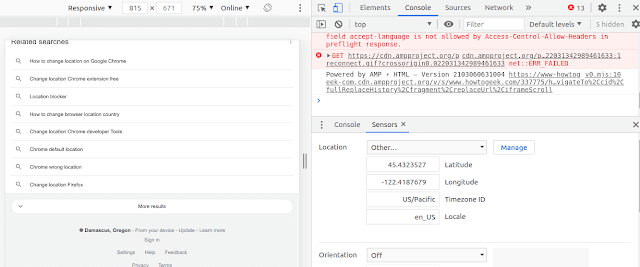 Responsive ▼ 815 × 671 75% ▼ Online ▼
Related searches
How to change location on Google Chrome
Change location Chrome extension free
Location blocker
How to change browser location country
Change location Chrome developer Tools
Chrome default location
Chrome wrong location
Change location Firefox
More results
Damascus, Oregon - From your device - Update - Learn more
Sign in
Settings Help Feedback
Privacy Terms
Elements Console Sources Network » 13
top ▼ Filter Default levels ▼ 5 hidden
field accept-language is not allowed by Access-Control-Allow-Headers in
preflight response.
▶GET https://cdn.ampproject.org/p cdn.ampproject.org/p…22031342989461633:1
reconnect.gif?crossorigin0.022031342989461633 net::ERR_FAILED
Powered by AMP ⚡ HTML – Version 2103060631004 https://www-howtog v0.mjs:10
eek-com.cdn.ampproject.org/v/s/www.howtogeek.com/337775/h…vigateTo%2Ccid%2C
fullReplaceHistory%2Cfragment%2CreplaceUrl%2CiframeScroll
>
Console Sensors ×
Location Other… ▼ Manage
45.4323527 Latitude
-122.4187679 Longitude
US/Pacific Timezone ID
en_US Locale
Orientation Off ▼